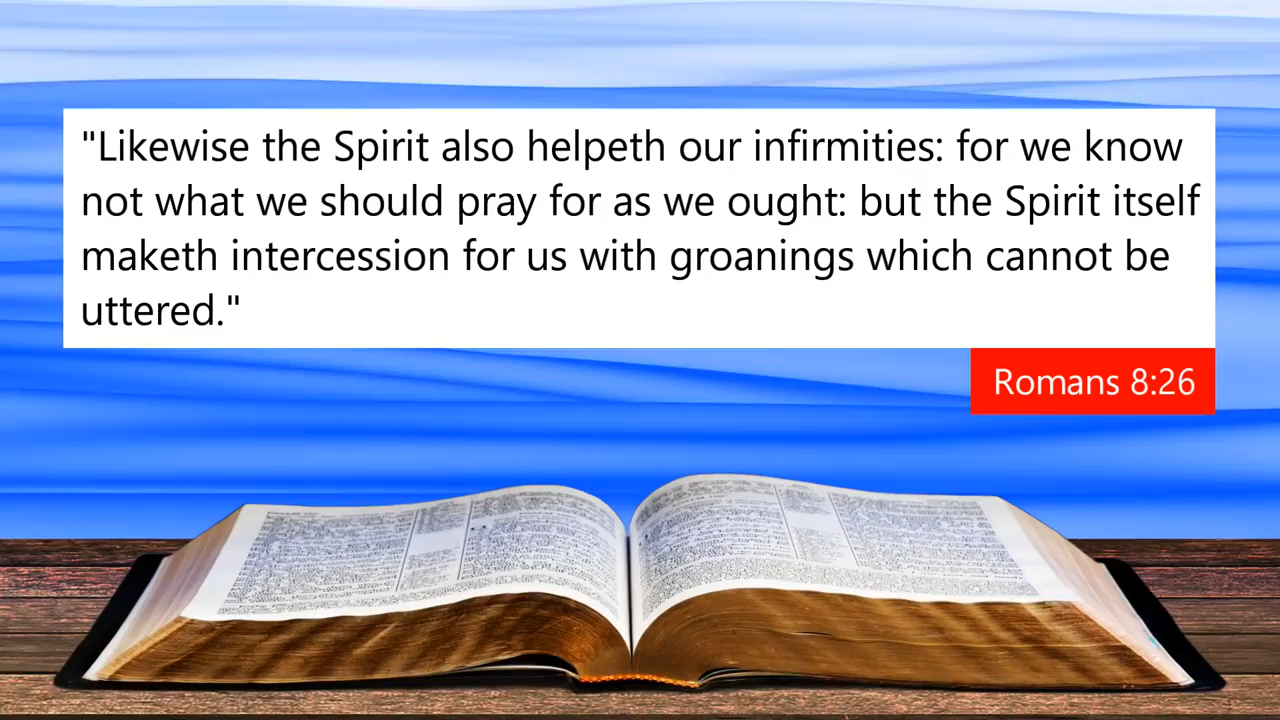 "Likewise the Spirit also helpeth our infirmities: for we know
not what we should pray for as we ought: but the Spirit itself
maketh intercession for us with groanings which cannot be
uttered."
Romans 8:26